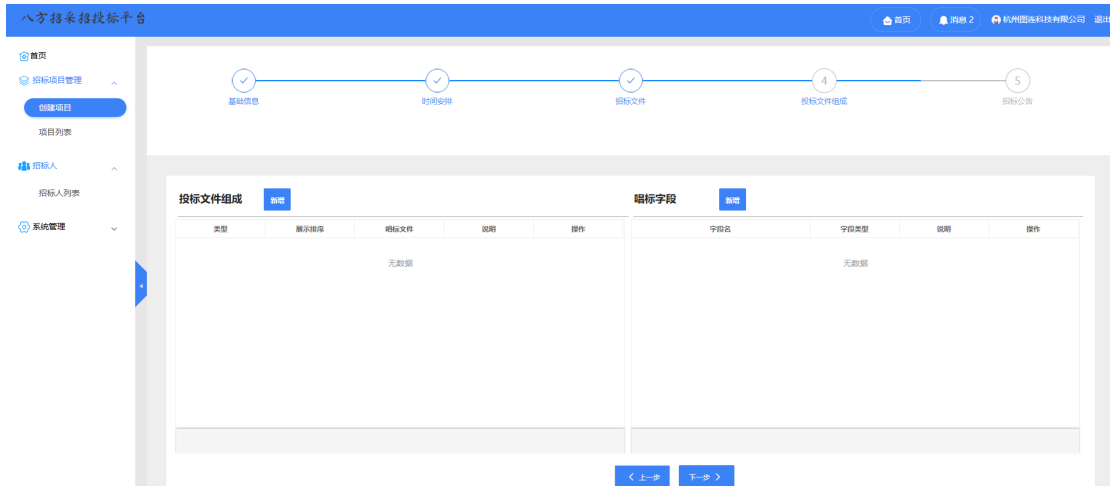 八方招采招投标平台
首页 消息 2 杭州图连科技有限公司 退出
首页
招标项目管理
创建项目
项目列表
招标人
招标人列表
系统管理
4 5
基础信息 时间安排 招标文件 投标文件组成 招标公告
投标文件组成 新增 唱标字段 新增
类型 展示排序 唱标文件 说明 操作 字段名 字段类型 说明 操作
无数据 无数据
上一步 下一步